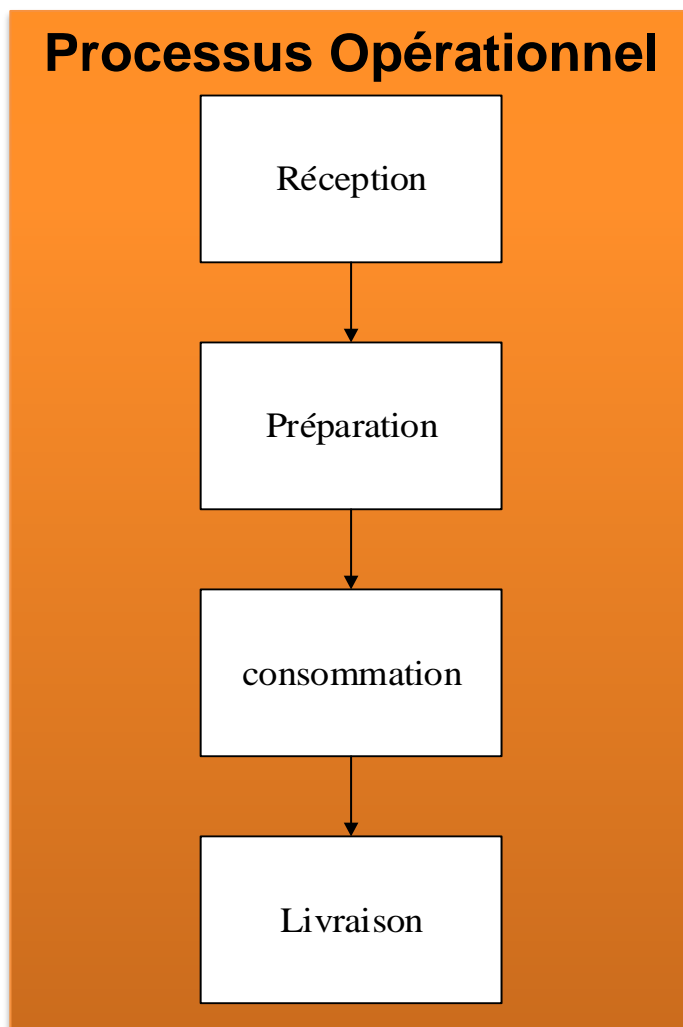 Processus Opérationnel
Réception
Préparation
consommation
Livraison